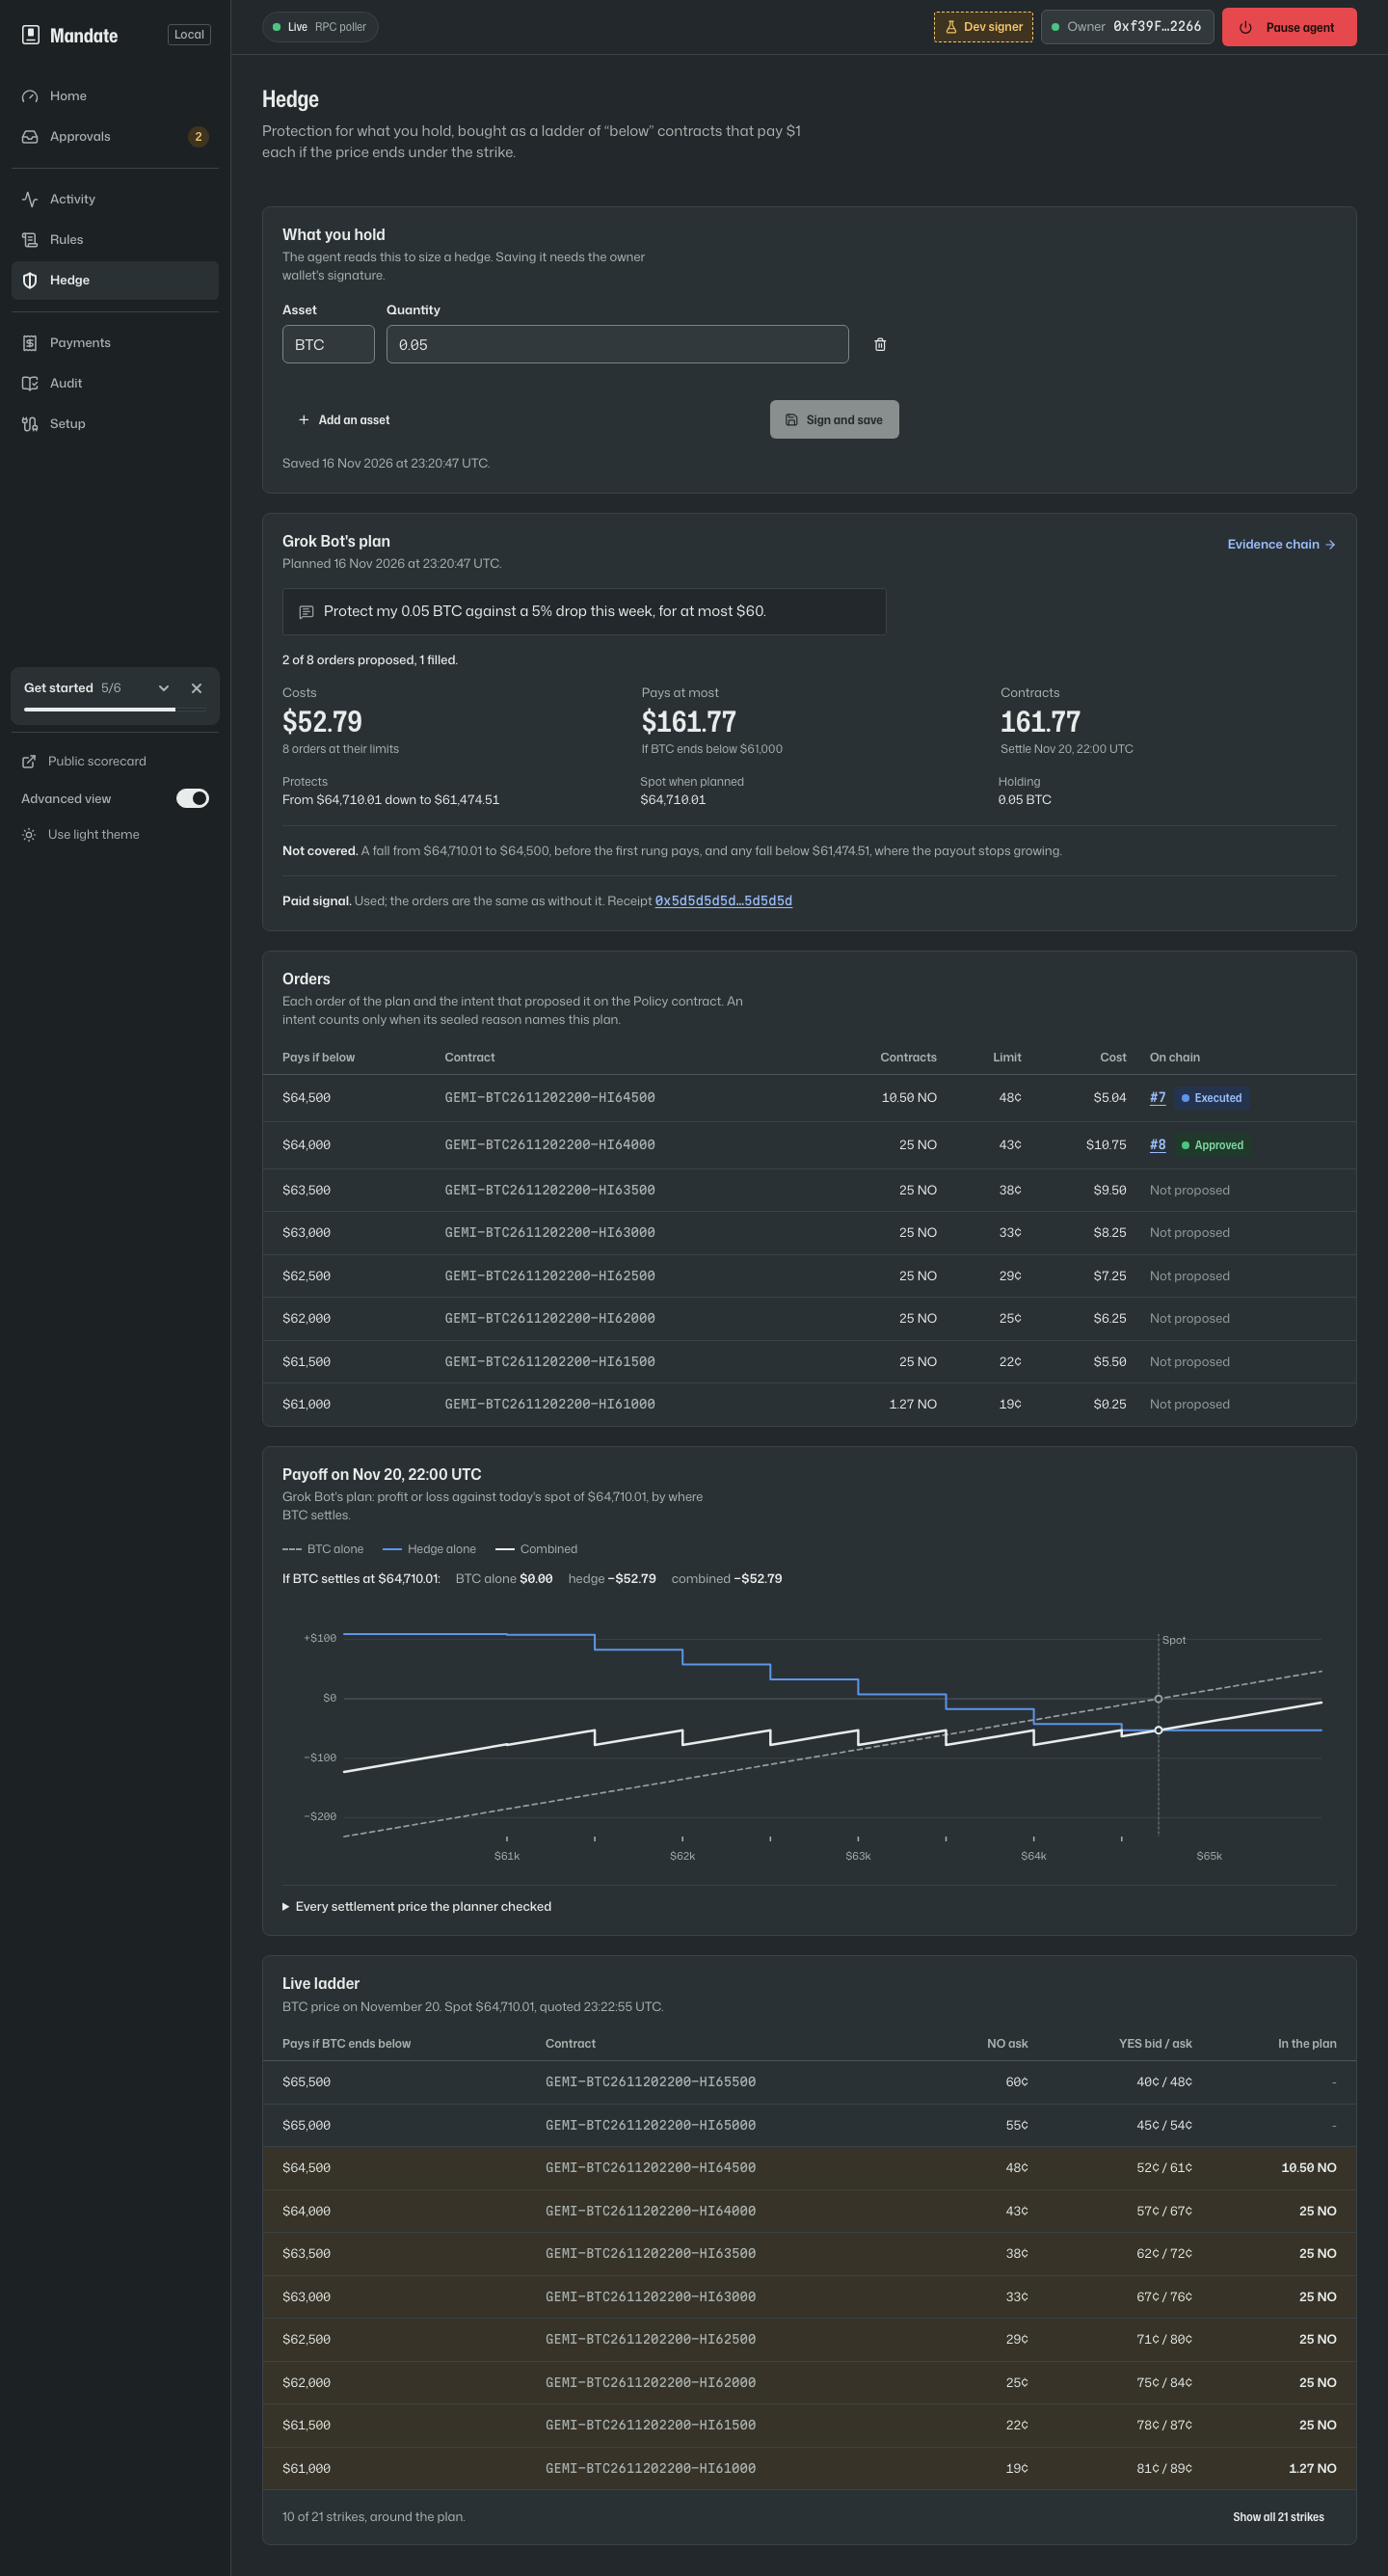 Mandate
Local
Home
Approvals 2
Activity
Rules
Hedge
Payments
Audit
Setup
Get started 5/6
Public scorecard
Advanced view
Use light theme
Live RPC poller
Dev signer
Owner 0xf39F…2266
Pause agent
Hedge
Protection for what you hold, bought as a ladder of “below” contracts that pay $1
each if the price ends under the strike.
What you hold
The agent reads this to size a hedge. Saving it needs the owner
wallet's signature.
Asset Quantity
BTC 0.05
Add an asset
Sign and save
Saved 16 Nov 2026 at 23:20:47 UTC.
Grok Bot's plan
Evidence chain →
Planned 16 Nov 2026 at 23:20:47 UTC.
Protect my 0.05 BTC against a 5% drop this week, for at most $60.
2 of 8 orders proposed, 1 filled.
Costs Pays at most Contracts
$52.79 $161.77 161.77
8 orders at their limits If BTC ends below $61,000 Settle Nov 20, 22:00 UTC
Protects Spot when planned Holding
From $64,710.01 down to $61,474.51 $64,710.01 0.05 BTC
Not covered. A fall from $64,710.01 to $64,500, before the first rung pays, and any fall below $61,474.51, where the payout stops growing.
Paid signal. Used; the orders are the same as without it. Receipt 0x5d5d5d5d…5d5d5d
Orders
Each order of the plan and the intent that proposed it on the Policy contract. An
intent counts only when its sealed reason names this plan.
Pays if below Contract Contracts Limit Cost On chain
$64,500 GEMI-BTC2611202200-HI64500 10.50 NO 48¢ $5.04 #7 Executed
$64,000 GEMI-BTC2611202200-HI64000 25 NO 43¢ $10.75 #8 Approved
$63,500 GEMI-BTC2611202200-HI63500 25 NO 38¢ $9.50 Not proposed
$63,000 GEMI-BTC2611202200-HI63000 25 NO 33¢ $8.25 Not proposed
$62,500 GEMI-BTC2611202200-HI62500 25 NO 29¢ $7.25 Not proposed
$62,000 GEMI-BTC2611202200-HI62000 25 NO 25¢ $6.25 Not proposed
$61,500 GEMI-BTC2611202200-HI61500 25 NO 22¢ $5.50 Not proposed
$61,000 GEMI-BTC2611202200-HI61000 1.27 NO 19¢ $0.25 Not proposed
Payoff on Nov 20, 22:00 UTC
Grok Bot's plan: profit or loss against today's spot of $64,710.01, by where
BTC settles.
BTC alone Hedge alone Combined
If BTC settles at $64,710.01: BTC alone $0.00 hedge −$52.79 combined −$52.79
+$100
Spot
$0
−$100
−$200
$61k $62k $63k $64k $65k
Every settlement price the planner checked
Live ladder
BTC price on November 20. Spot $64,710.01, quoted 23:22:55 UTC.
Pays if BTC ends below Contract NO ask YES bid / ask In the plan
$65,500 GEMI-BTC2611202200-HI65500 60¢ 40¢ / 48¢ -
$65,000 GEMI-BTC2611202200-HI65000 55¢ 45¢ / 54¢ -
$64,500 GEMI-BTC2611202200-HI64500 48¢ 52¢ / 61¢ 10.50 NO
$64,000 GEMI-BTC2611202200-HI64000 43¢ 57¢ / 67¢ 25 NO
$63,500 GEMI-BTC2611202200-HI63500 38¢ 62¢ / 72¢ 25 NO
$63,000 GEMI-BTC2611202200-HI63000 33¢ 67¢ / 76¢ 25 NO
$62,500 GEMI-BTC2611202200-HI62500 29¢ 71¢ / 80¢ 25 NO
$62,000 GEMI-BTC2611202200-HI62000 25¢ 75¢ / 84¢ 25 NO
$61,500 GEMI-BTC2611202200-HI61500 22¢ 78¢ / 87¢ 25 NO
$61,000 GEMI-BTC2611202200-HI61000 19¢ 81¢ / 89¢ 1.27 NO
10 of 21 strikes, around the plan.
Show all 21 strikes